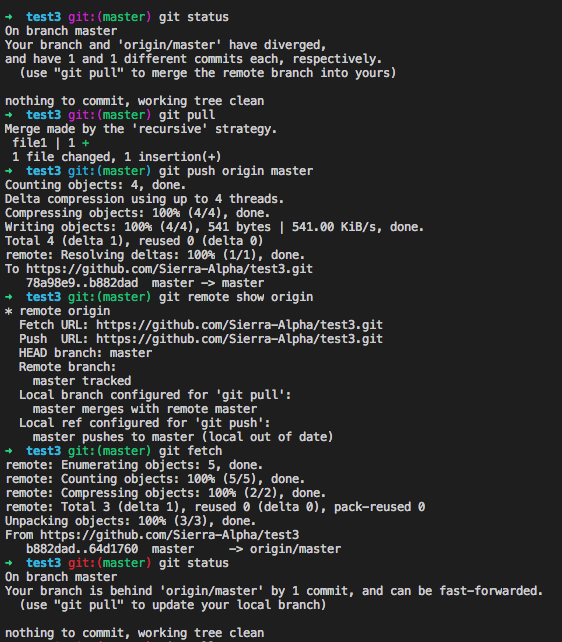 ➜  test3 git:(master) git status
On branch master
Your branch and 'origin/master' have diverged,
and have 1 and 1 different commits each, respectively.
  (use "git pull" to merge the remote branch into yours)

nothing to commit, working tree clean
➜  test3 git:(master) git pull
Merge made by the 'recursive' strategy.
 file1 | 1 +
 1 file changed, 1 insertion(+)
➜  test3 git:(master) git push origin master
Counting objects: 4, done.
Delta compression using up to 4 threads.
Compressing objects: 100% (4/4), done.
Writing objects: 100% (4/4), 541 bytes | 541.00 KiB/s, done.
Total 4 (delta 1), reused 0 (delta 0)
remote: Resolving deltas: 100% (1/1), done.
To https://github.com/Sierra-Alpha/test3.git
   78a98e9..b882dad  master -> master
➜  test3 git:(master) git remote show origin
* remote origin
  Fetch URL: https://github.com/Sierra-Alpha/test3.git
  Push  URL: https://github.com/Sierra-Alpha/test3.git
  HEAD branch: master
  Remote branch:
    master tracked
  Local branch configured for 'git pull':
    master merges with remote master
  Local ref configured for 'git push':
    master pushes to master (local out of date)
➜  test3 git:(master) git fetch
remote: Enumerating objects: 5, done.
remote: Counting objects: 100% (5/5), done.
remote: Compressing objects: 100% (2/2), done.
remote: Total 3 (delta 1), reused 0 (delta 0), pack-reused 0
Unpacking objects: 100% (3/3), done.
From https://github.com/Sierra-Alpha/test3
   b882dad..64d1760  master     -> origin/master
➜  test3 git:(master) git status
On branch master
Your branch is behind 'origin/master' by 1 commit, and can be fast-forwarded.
  (use "git pull" to update your local branch)

nothing to commit, working tree clean